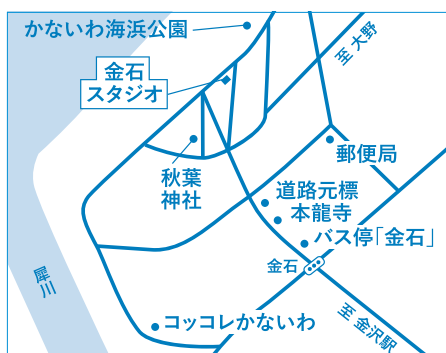 かないわ海浜公園
至 大野
金石
スタジオ
郵便局
秋葉
神社
道路元標
本龍寺
バス停「金石」
金石
犀川
コッコレかないわ
至 金沢駅